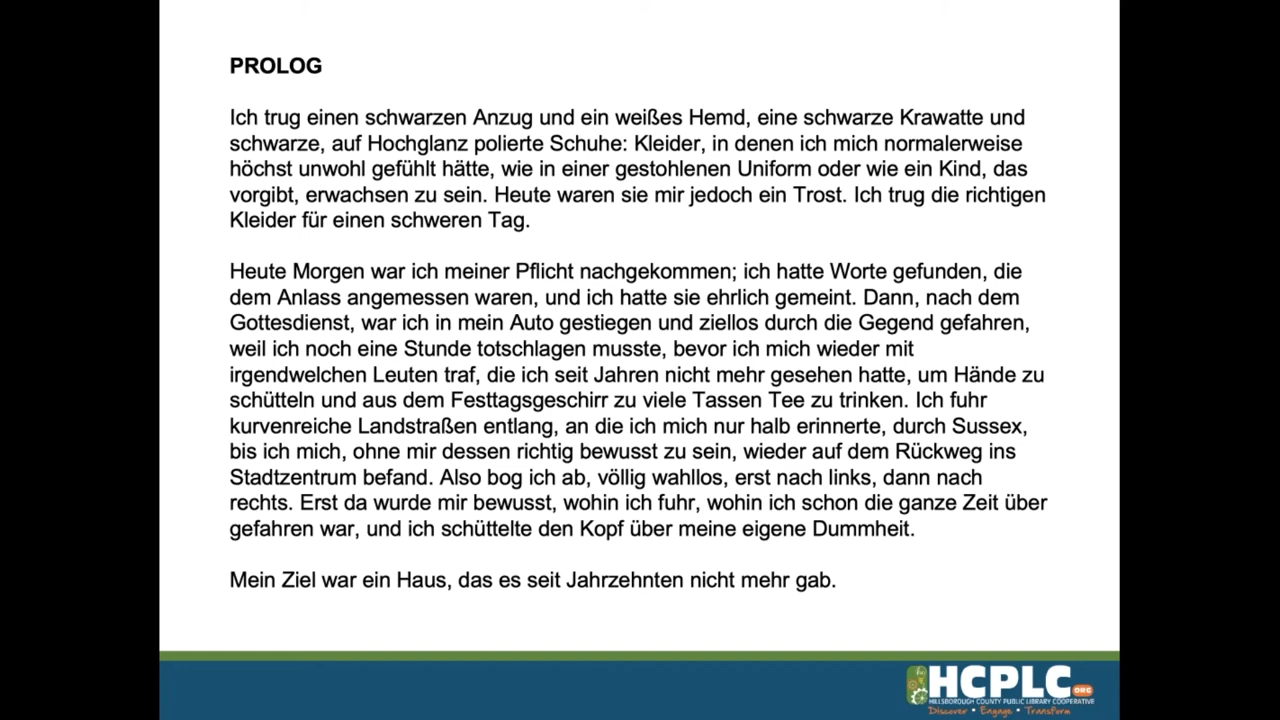 PROLOG
Ich trug einen schwarzen Anzug und ein weißes Hemd, eine schwarze Krawatte und
schwarze, auf Hochglanz polierte Schuhe: Kleider, in denen ich mich normalerweise
höchst unwohl gefühlt hätte, wie in einer gestohlenen Uniform oder wie ein Kind, das
vorgibt, erwachsen zu sein. Heute waren sie mir jedoch ein Trost. Ich trug die richtigen
Kleider für einen schweren Tag.
Heute Morgen war ich meiner Pflicht nachgekommen; ich hatte Worte gefunden, die
dem Anlass angemessen waren, und ich hatte sie ehrlich gemeint. Dann, nach dem
Gottesdienst, war ich in mein Auto gestiegen und ziellos durch die Gegend gefahren,
weil ich noch eine Stunde totschlagen musste, bevor ich mich wieder mit
irgendwelchen Leuten traf, die ich seit Jahren nicht mehr gesehen hatte, um Hände zu
schütteln und aus dem Festtagsgeschirr zu viele Tassen Tee zu trinken. Ich fuhr
kurvenreiche Landstraßen entlang, an die ich mich nur halb erinnerte, durch Sussex,
bis ich mich, ohne mir dessen richtig bewusst zu sein, wieder auf dem Rückweg ins
Stadtzentrum befand. Also bog ich ab, völlig wahllos, erst nach links, dann nach
rechts. Erst da wurde mir bewusst, wohin ich fuhr, wohin ich schon die ganze Zeit über
gefahren war, und ich schüttelte den Kopf über meine eigene Dummheit.
Mein Ziel war ein Haus, das es seit Jahrzehnten nicht mehr gab.
HCPLC.ORG
HILLSBOROUGH COUNTY PUBLIC LIBRARY COOPERATIVE
Discover • Engage • Transform